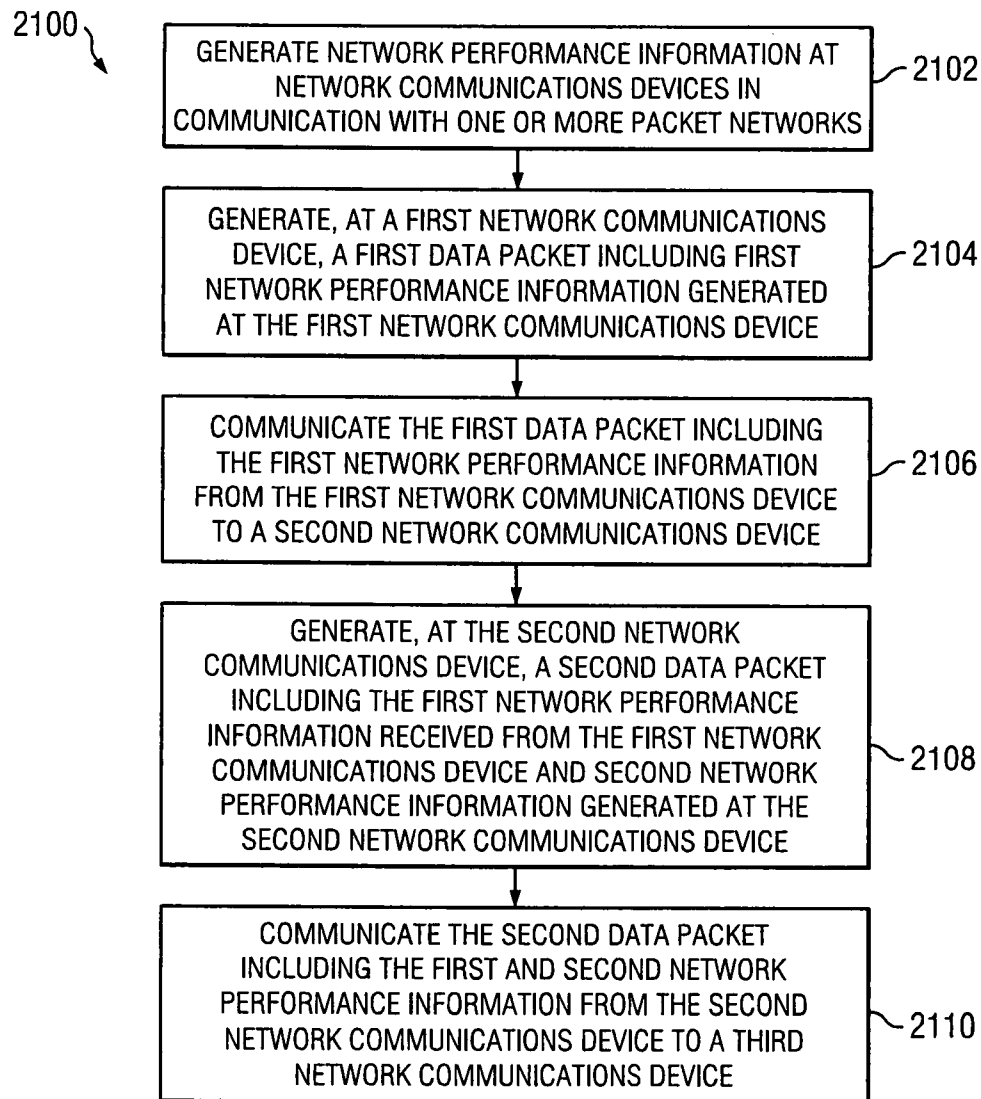 2100
GENERATE NETWORK PERFORMANCE INFORMATION AT
NETWORK COMMUNICATIONS DEVICES IN
COMMUNICATION WITH ONE OR MORE PACKET NETWORKS
2102
GENERATE, AT A FIRST NETWORK COMMUNICATIONS
DEVICE, A FIRST DATA PACKET INCLUDING FIRST
NETWORK PERFORMANCE INFORMATION GENERATED
AT THE FIRST NETWORK COMMUNICATIONS DEVICE
2104
COMMUNICATE THE FIRST DATA PACKET INCLUDING
THE FIRST NETWORK PERFORMANCE INFORMATION
FROM THE FIRST NETWORK COMMUNICATIONS DEVICE
TO A SECOND NETWORK COMMUNICATIONS DEVICE
2106
GENERATE, AT THE SECOND NETWORK
COMMUNICATIONS DEVICE, A SECOND DATA PACKET
INCLUDING THE FIRST NETWORK PERFORMANCE
INFORMATION RECEIVED FROM THE FIRST NETWORK
COMMUNICATIONS DEVICE AND SECOND NETWORK
PERFORMANCE INFORMATION GENERATED AT THE
SECOND NETWORK COMMUNICATIONS DEVICE
2108
COMMUNICATE THE SECOND DATA PACKET
INCLUDING THE FIRST AND SECOND NETWORK
PERFORMANCE INFORMATION FROM THE SECOND
NETWORK COMMUNICATIONS DEVICE TO A THIRD
NETWORK COMMUNICATIONS DEVICE
2110